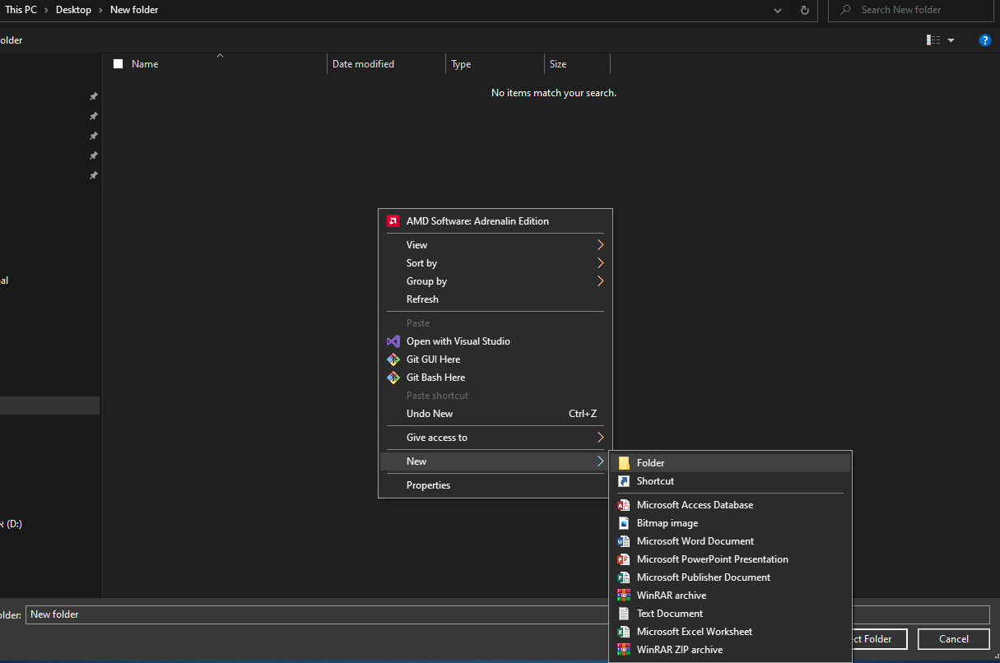 This PC > Desktop > New folder
Search New folder
older
Name
Date modified
Type
Size
No items match your search.
AMD Software: Adrenalin Edition
View
Sort by
Group by
Refresh
al
Paste
Open with Visual Studio
Git GUI Here
Git Bash Here
Paste shortcut
Undo New Ctrl+Z
Give access to
New
Properties
Folder
Shortcut
Microsoft Access Database
Bitmap image
Microsoft Word Document
Microsoft PowerPoint Presentation
Microsoft Publisher Document
WinRAR archive
Text Document
Microsoft Excel Worksheet
WinRAR ZIP archive
(D:)
older: New folder
ct Folder
Cancel